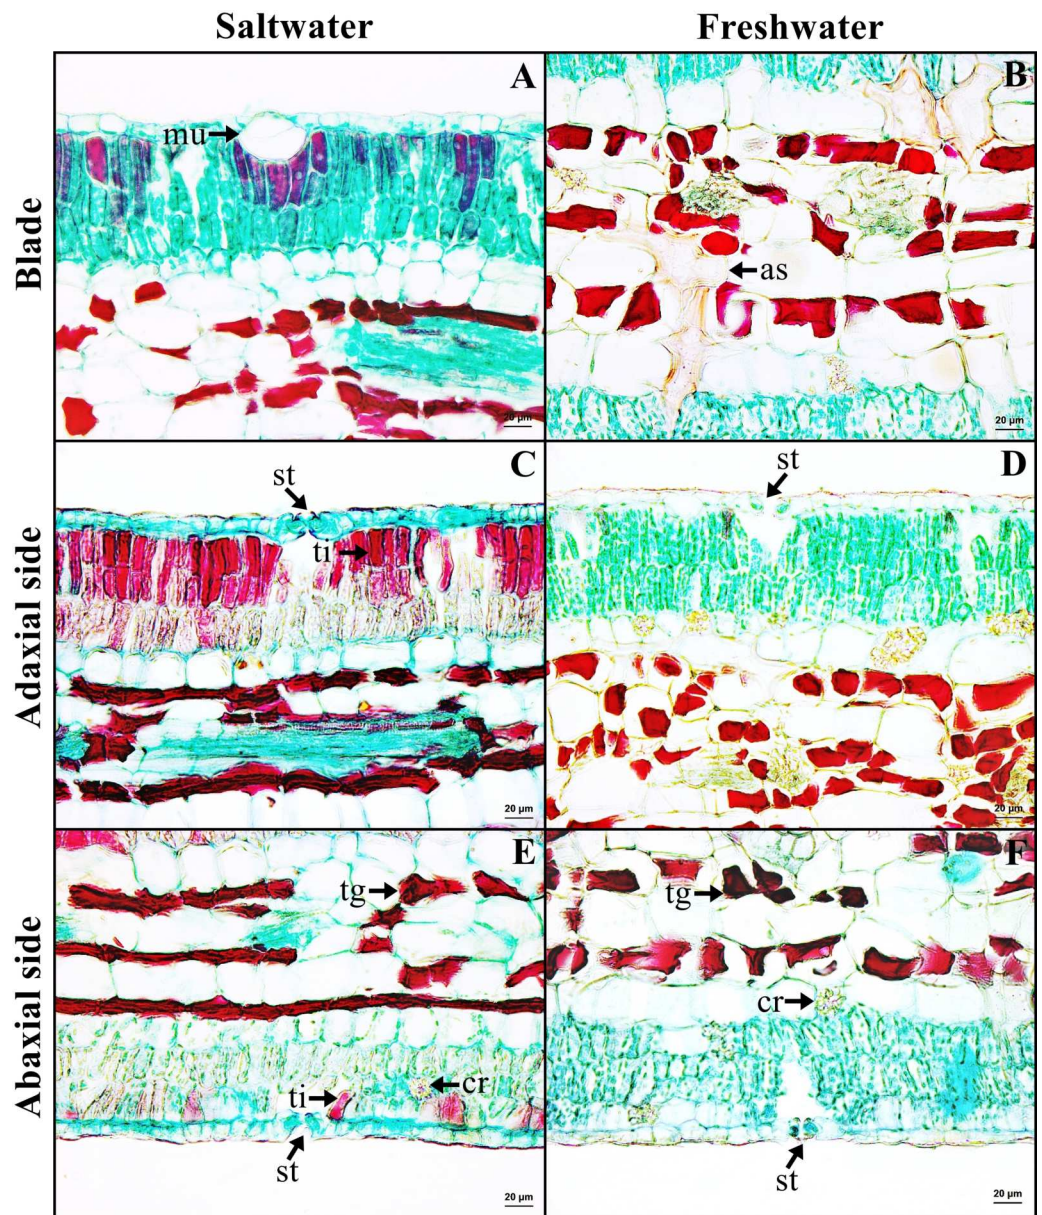 Saltwater Freshwater
Blade
A
mu
20 µm
B
as
20 µm
Adaxial side
C
st
ti
20 µm
D
st
20 µm
Abaxial side
E
tg
cr
ti
st
20 µm
F
tg
cr
st
20 µm